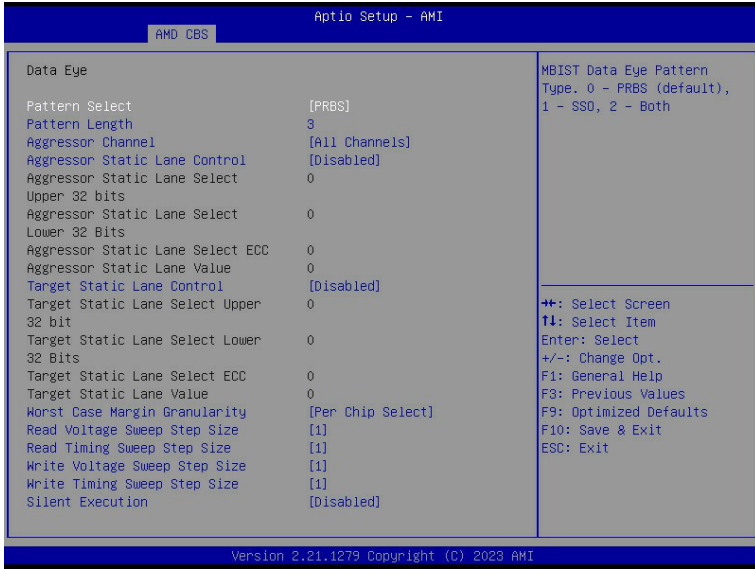 Aptio Setup - AMI
AMD CBS
Data Eye
Pattern Select [PRBS]
Pattern Length 3
Aggressor Channel [All Channels]
Aggressor Static Lane Control [Disabled]
Aggressor Static Lane Select 0
Upper 32 bits
Aggressor Static Lane Select 0
Lower 32 Bits
Aggressor Static Lane Select ECC 0
Aggressor Static Lane Value 0
Target Static Lane Control [Disabled]
Target Static Lane Select Upper 0
32 bit
Target Static Lane Select Lower 0
32 Bits
Target Static Lane Select ECC 0
Target Static Lane Value 0
Worst Case Margin Granularity [Per Chip Select]
Read Voltage Sweep Step Size [1]
Read Timing Sweep Step Size [1]
Write Voltage Sweep Step Size [1]
Write Timing Sweep Step Size [1]
Silent Execution [Disabled]
MBIST Data Eye Pattern
Type. 0 - PRBS (default),
1 - SSO, 2 - Both
→←: Select Screen
↑↓: Select Item
Enter: Select
+/-: Change Opt.
F1: General Help
F3: Previous Values
F9: Optimized Defaults
F10: Save & Exit
ESC: Exit
Version 2.21.1279 Copyright (C) 2023 AMI